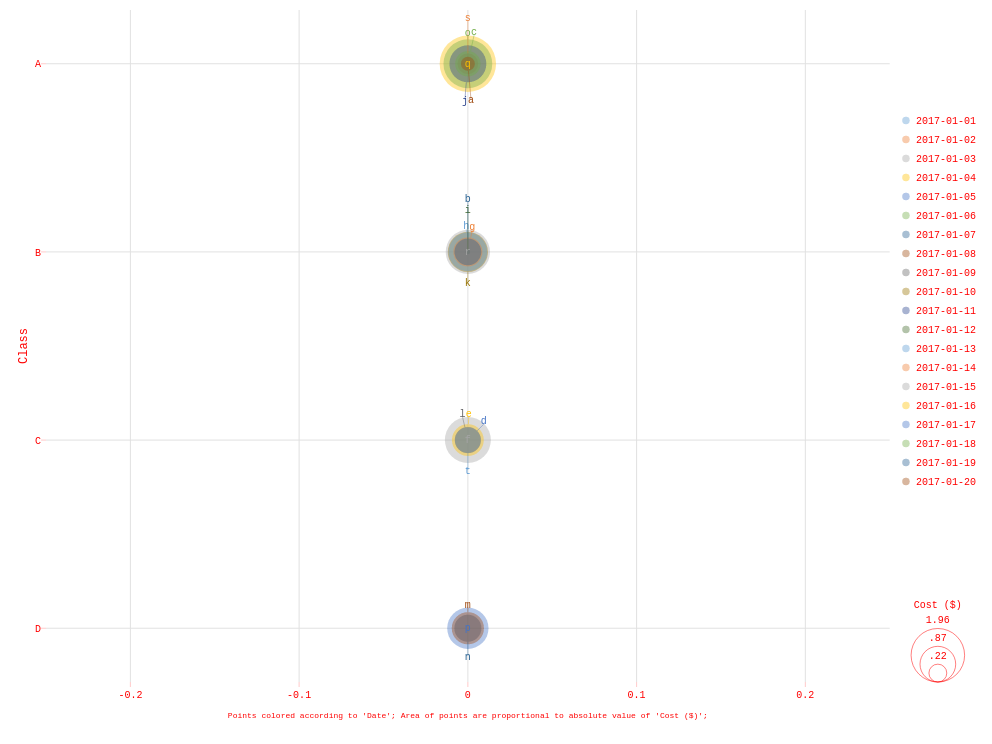 s
o c
A
q
j a
b
i
h g
B
r
k
Class
l e
d
C
t
m
D
n
-0.2 -0.1 0 0.1 0.2
Points colored according to 'Date'; Area of points are proportional to absolute value of 'Cost ($)';
2017-01-01
2017-01-02
2017-01-03
2017-01-04
2017-01-05
2017-01-06
2017-01-07
2017-01-08
2017-01-09
2017-01-10
2017-01-11
2017-01-12
2017-01-13
2017-01-14
2017-01-15
2017-01-16
2017-01-17
2017-01-18
2017-01-19
2017-01-20
Cost ($)
1.96
.87
.22